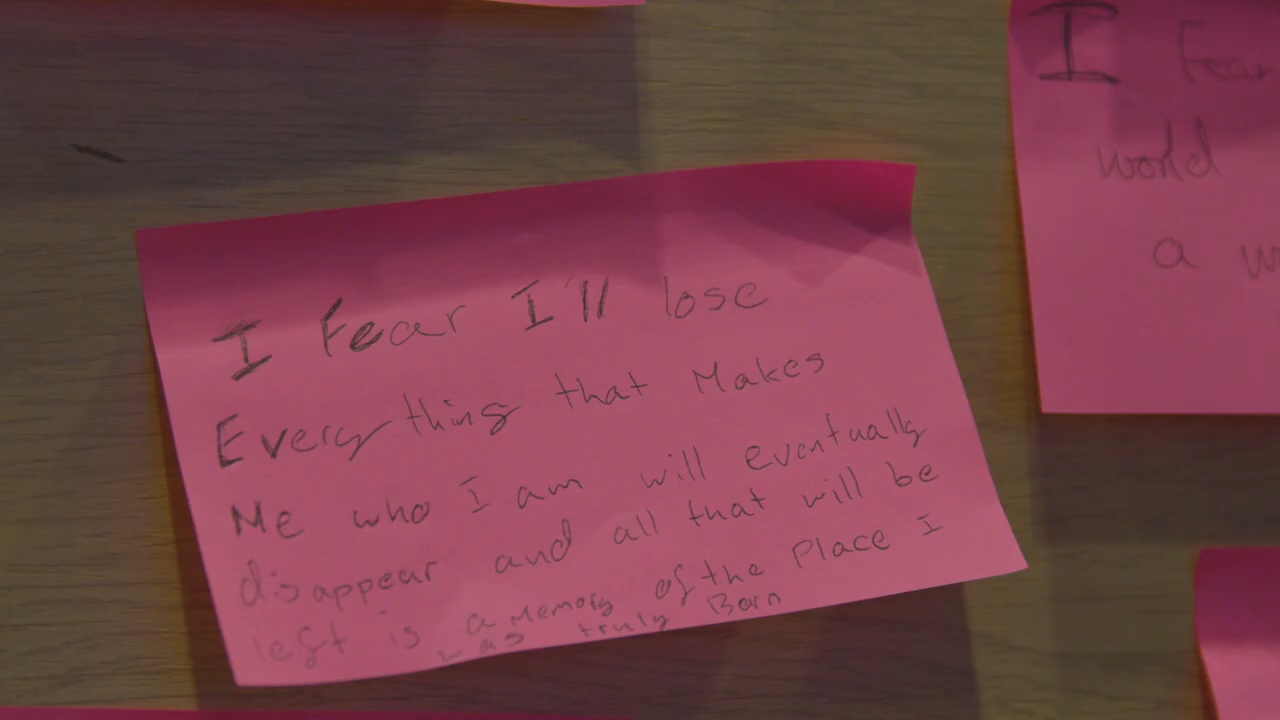 I Fear I'll lose
Everything that Makes
Me who I am will eventually
disappear and all that will be
left is a Memory of the Place I
was truly Born
I Fear
world
a